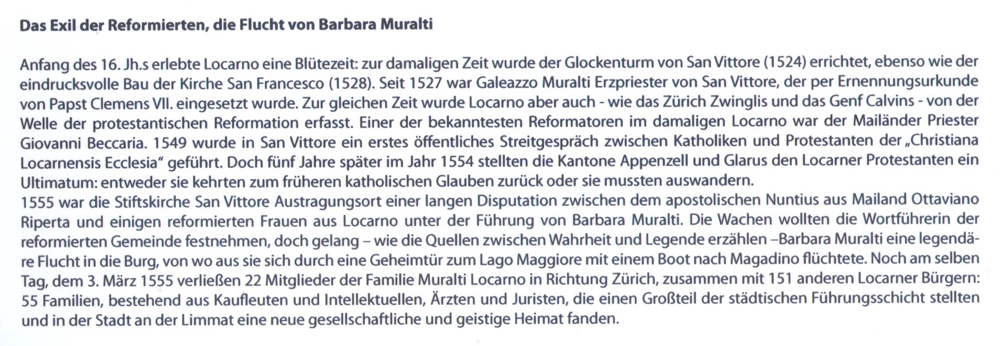 Das Exil der Reformierten, die Flucht von Barbara Muralti
Anfang des 16. Jh.s erlebte Locarno eine Blütezeit: zur damaligen Zeit wurde der Glockenturm von San Vittore (1524) errichtet, ebenso wie der
eindrucksvolle Bau der Kirche San Francesco (1528). Seit 1527 war Galeazzo Muralti Erzpriester von San Vittore, der per Ernennungsurkunde
von Papst Clemens VII. eingesetzt wurde. Zur gleichen Zeit wurde Locarno aber auch - wie das Zürich Zwinglis und das Genf Calvins - von der
Welle der protestantischen Reformation erfasst. Einer der bekanntesten Reformatoren im damaligen Locarno war der Mailänder Priester
Giovanni Beccaria. 1549 wurde in San Vittore ein erstes öffentliches Streitgespräch zwischen Katholiken und Protestanten der „Christiana
Locarnensis Ecclesia“ geführt. Doch fünf Jahre später im Jahr 1554 stellten die Kantone Appenzell und Glarus den Locarner Protestanten ein
Ultimatum: entweder sie kehrten zum früheren katholischen Glauben zurück oder sie mussten auswandern.
1555 war die Stiftskirche San Vittore Austragungsort einer langen Disputation zwischen dem apostolischen Nuntius aus Mailand Ottaviano
Riperta und einigen reformierten Frauen aus Locarno unter der Führung von Barbara Muralti. Die Wachen wollten die Wortführerin der
reformierten Gemeinde festnehmen, doch gelang – wie die Quellen zwischen Wahrheit und Legende erzählen –Barbara Muralti eine legendä-
re Flucht in die Burg, von wo aus sie sich durch eine Geheimtür zum Lago Maggiore mit einem Boot nach Magadino flüchtete. Noch am selben
Tag, dem 3. März 1555 verließen 22 Mitglieder der Familie Muralti Locarno in Richtung Zürich, zusammen mit 151 anderen Locarner Bürgern:
55 Familien, bestehend aus Kaufleuten und Intellektuellen, Ärzten und Juristen, die einen Großteil der städtischen Führungsschicht stellten
und in der Stadt an der Limmat eine neue gesellschaftliche und geistige Heimat fanden.